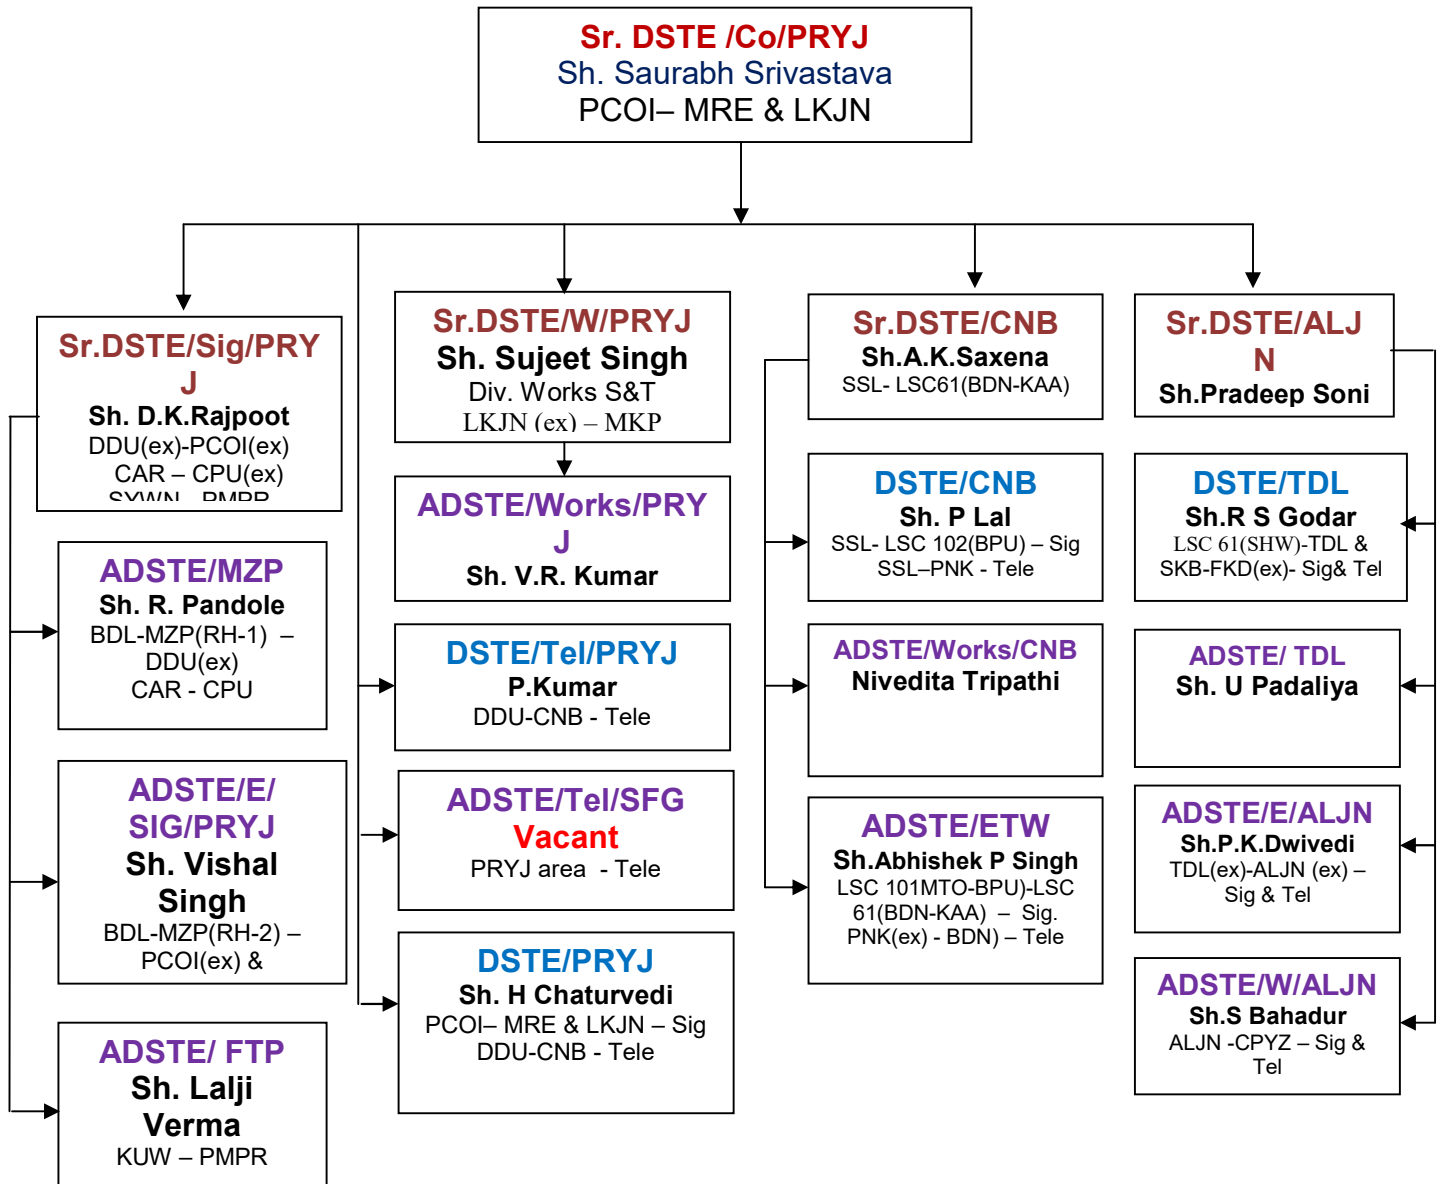 Sr. DSTE /Co/PRYJ
Sh. Saurabh Srivastava
PCOI– MRE & LKJN
Sr.DSTE/Sig/PRY
J
Sh. D.K.Rajpoot
DDU(ex)-PCOI(ex)
CAR – CPU(ex)
SYWN - PMPR
ADSTE/MZP
Sh. R. Pandole
BDL-MZP(RH-1) –
DDU(ex)
CAR - CPU
ADSTE/E/
SIG/PRYJ
Sh. Vishal
Singh
BDL-MZP(RH-2) –
PCOI(ex) &
ADSTE/ FTP
Sh. Lalji
Verma
KUW – PMPR
Sr.DSTE/W/PRYJ
Sh. Sujeet Singh
Div. Works S&T
LKJN (ex) – MKP
ADSTE/Works/PRY
J
Sh. V.R. Kumar
DSTE/Tel/PRYJ
P.Kumar
DDU-CNB - Tele
ADSTE/Tel/SFG
Vacant
PRYJ area - Tele
DSTE/PRYJ
Sh. H Chaturvedi
PCOI– MRE & LKJN – Sig
DDU-CNB - Tele
Sr.DSTE/CNB
Sh.A.K.Saxena
SSL- LSC61(BDN-KAA)
DSTE/CNB
Sh. P Lal
SSL- LSC 102(BPU) – Sig
SSL–PNK - Tele
ADSTE/Works/CNB
Nivedita Tripathi
ADSTE/ETW
Sh.Abhishek P Singh
LSC 101MTO-BPU)-LSC
61(BDN-KAA) – Sig.
PNK(ex) - BDN) – Tele
Sr.DSTE/ALJ
N
Sh.Pradeep Soni
DSTE/TDL
Sh.R S Godar
LSC 61(SHW)-TDL &
SKB-FKD(ex)- Sig& Tel
ADSTE/ TDL
Sh. U Padaliya
ADSTE/E/ALJN
Sh.P.K.Dwivedi
TDL(ex)-ALJN (ex) –
Sig & Tel
ADSTE/W/ALJN
Sh.S Bahadur
ALJN -CPYZ – Sig &
Tel